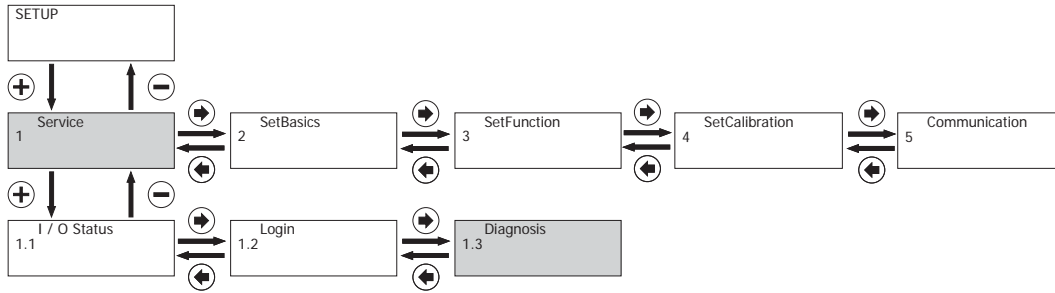 SETUP
Service
1
SetBasics
2
SetFunction
3
SetCalibration
4
Communication
5
I / O Status
1.1
Login
1.2
Diagnosis
1.3